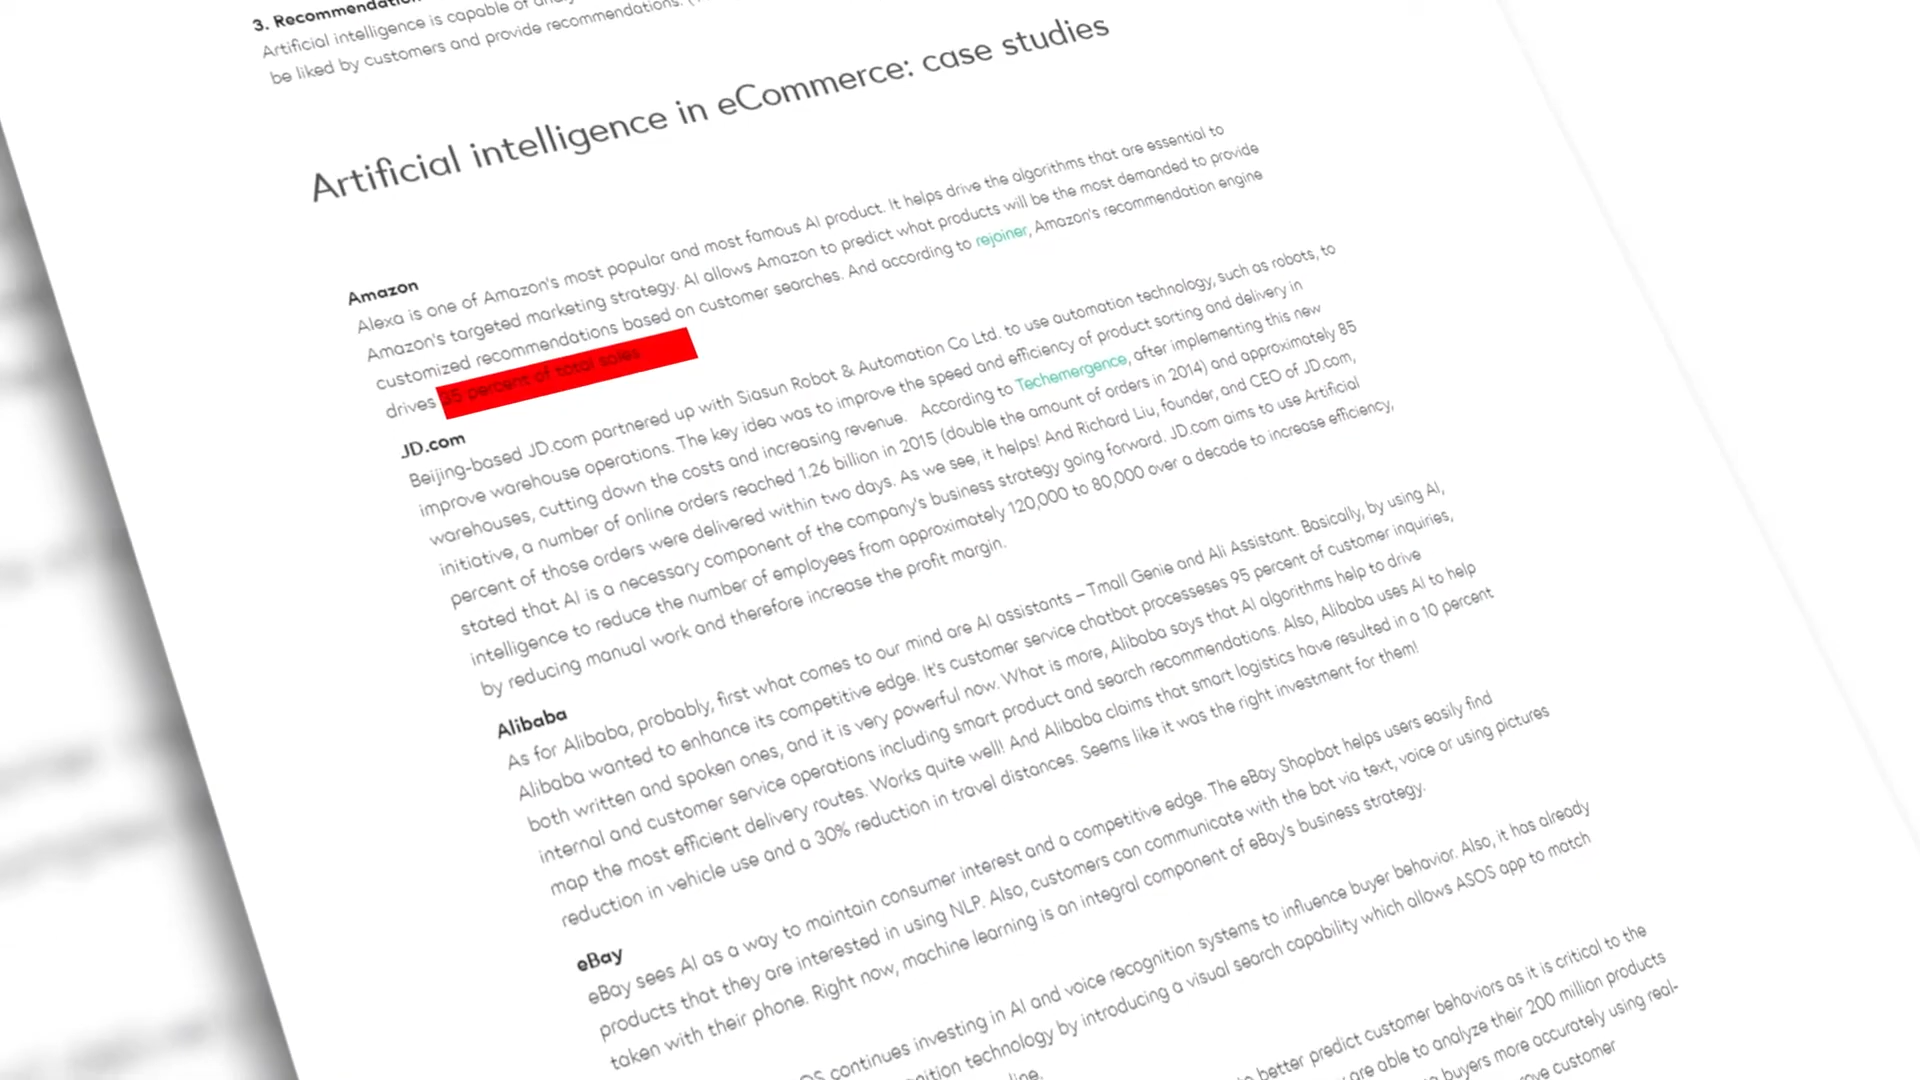 3. Recommendation
Artificial intelligence is capable of
be liked by customers and provide recommendations.
Artificial intelligence in eCommerce: case studies
Amazon
Alexa is one of Amazon's most popular and most famous AI product. It helps drive the algorithms that are essential to
Amazon's targeted marketing strategy. AI allows Amazon to predict what products will be the most demanded to provide
customized recommendations based on customer searches. And according to rejoiner, Amazon's recommendation engine
drives 35 percent of total sales
JD.com
Beijing-based JD.com partnered up with Siasun Robot & Automation Co Ltd. to use automation technology, such as robots, to
improve warehouse operations. The key idea was to improve the speed and efficiency of product sorting and delivery in
warehouses, cutting down the costs and increasing revenue. According to Techemergence, after implementing this new
initiative, a number of online orders reached 1.26 billion in 2015 (double the amount of orders in 2014) and approximately 85
percent of those orders were delivered within two days. As we see, it helps! And Richard Liu, founder, and CEO of JD.com,
stated that AI is a necessary component of the company's business strategy going forward. JD.com aims to use Artificial
intelligence to reduce the number of employees from approximately 120,000 to 80,000 over a decade to increase efficiency,
by reducing manual work and therefore increase the profit margin.
Alibaba
As for Alibaba, probably, first what comes to our mind are AI assistants – Tmall Genie and Ali Assistant. Basically, by using AI,
Alibaba wanted to enhance its competitive edge. It's customer service chatbot processeses 95 percent of customer inquiries,
both written and spoken ones, and it is very powerful now. What is more, Alibaba says that AI algorithms help to drive
internal and customer service operations including smart product and search recommendations. Also, Alibaba uses AI to help
map the most efficient delivery routes. Works quite well! And Alibaba claims that smart logistics have resulted in a 10 percent
reduction in vehicle use and a 30% reduction in travel distances. Seems like it was the right investment for them!
eBay
eBay sees AI as a way to maintain consumer interest and a competitive edge. The eBay Shopbot helps users easily find
products that they are interested in using NLP. Also, customers can communicate with the bot via text, voice or using pictures
taken with their phone. Right now, machine learning is an integral component of eBay's business strategy.
OS continues investing in AI and voice recognition systems to influence buyer behavior. Also, it has already
nition technology by introducing a visual search capability which allows ASOS app to match
line.
better predict customer behaviors as it is critical to the
are able to analyze their 200 million products
buyers more accurately using real-
customer